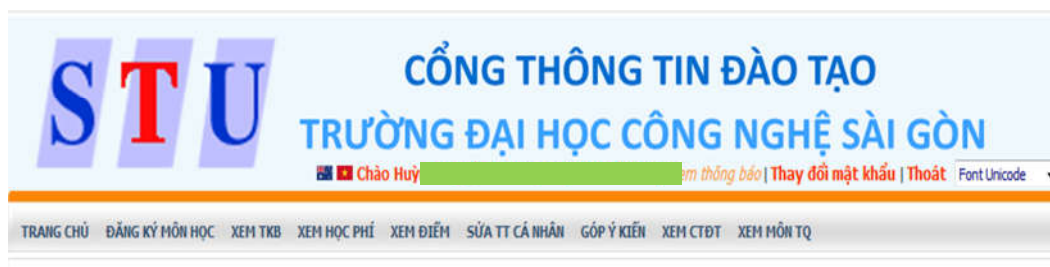 STU
CỔNG THÔNG TIN ĐÀO TẠO
TRƯỜNG ĐẠI HỌC CÔNG NGHỆ SÀI GÒN
Chào thông báo | Thay đổi mật khẩu | Thoát Font Unicode
TRANG CHỦ ĐĂNG KÝ MÔN HỌC XEM TKB XEM HỌC PHÍ XEM ĐIỂM SỬA TT CÁ NHÂN GÓP Ý KIẾN XEM CTĐT XEM MÔN TQ